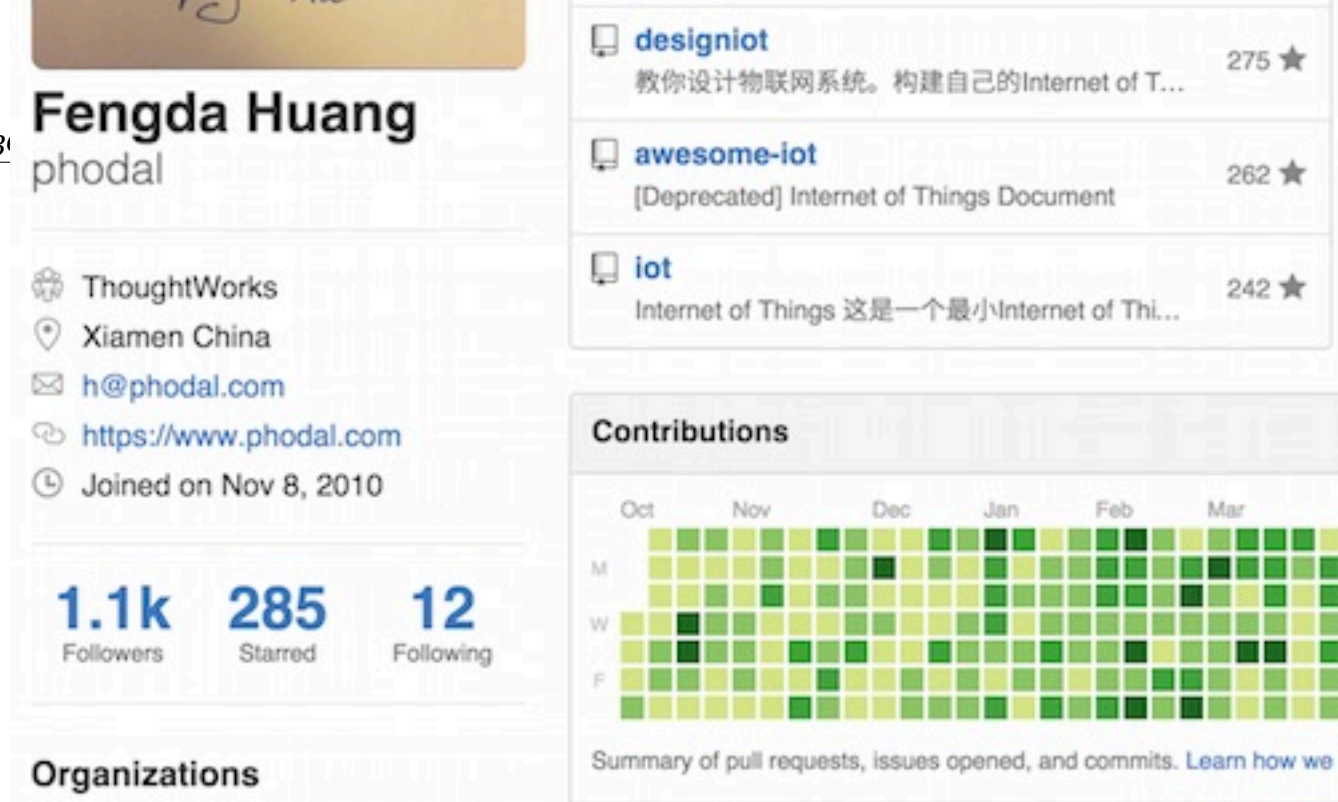 Fengda Huang
phodal
ThoughtWorks
Xiamen China
h@phodal.com
https://www.phodal.com
Joined on Nov 8, 2010
1.1k 285 12
Followers Starred Following
Organizations
designiot
275
教你设计物联网系统。构建自己的Internet of T...
awesome-iot
262
[Deprecated] Internet of Things Document
iot
242
Internet of Things 这是一个最小Internet of Thi...
Contributions
Oct Nov Dec Jan Feb Mar
M
W
F
Summary of pull requests, issues opened, and commits. Learn how we